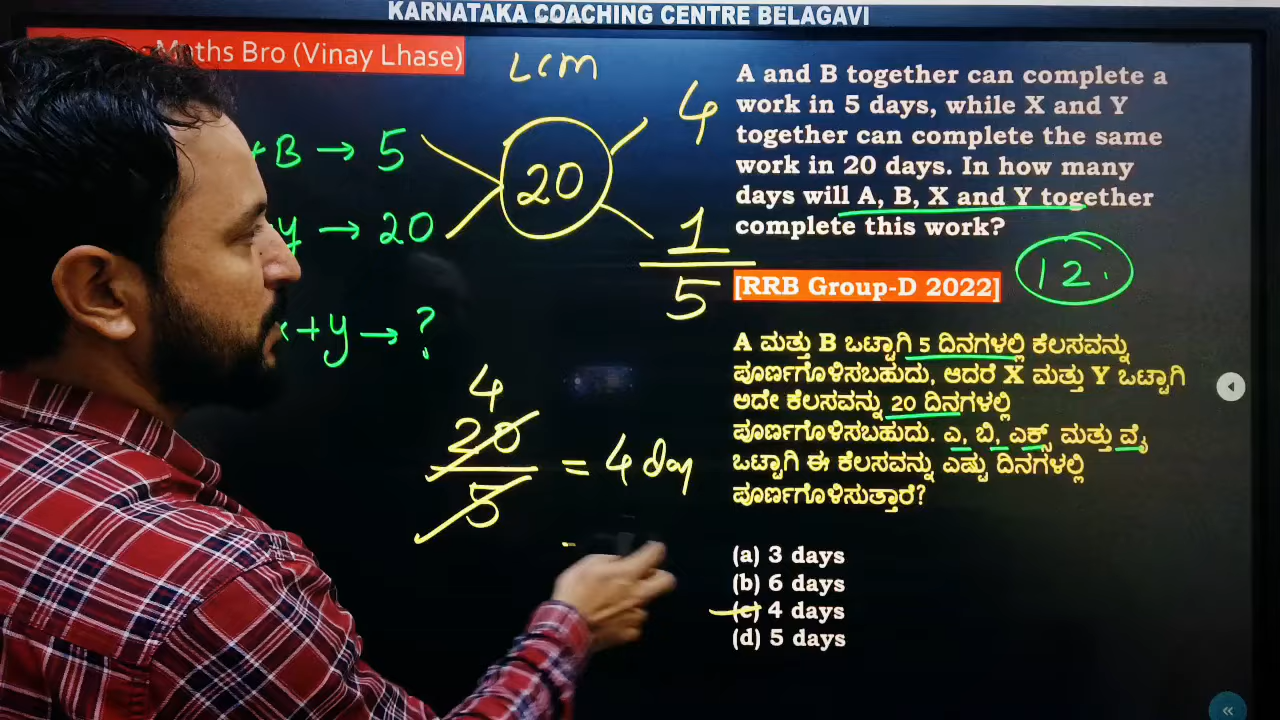 KARNATAKA COACHING CENTRE BELAGAVI
Maths Bro (Vinay Lhase)
LCM
+B → 5
y → 20
x+y → ?
20
4
1
5
4
20
5
= 4 day
=
A and B together can complete a
work in 5 days, while X and Y
together can complete the same
work in 20 days. In how many
days will A, B, X and Y together
complete this work?
[RRB Group-D 2022]
12.
A ಮತ್ತು B ಒಟ್ಟಾಗಿ 5 ದಿನಗಳಲ್ಲಿ ಕೆಲಸವನ್ನು
ಪೂರ್ಣಗೊಳಿಸಬಹುದು, ಆದರೆ X ಮತ್ತು Y ಒಟ್ಟಾಗಿ
ಅದೇ ಕೆಲಸವನ್ನು 20 ದಿನಗಳಲ್ಲಿ
ಪೂರ್ಣಗೊಳಿಸಬಹುದು. ಎ, ಬಿ, ಎಕ್ಸ್ ಮತ್ತು ವೈ
ಒಟ್ಟಾಗಿ ಈ ಕೆಲಸವನ್ನು ಎಷ್ಟು ದಿನಗಳಲ್ಲಿ
ಪೂರ್ಣಗೊಳಿಸುತ್ತಾರೆ?
(a) 3 days
(b) 6 days
(c) 4 days
(d) 5 days